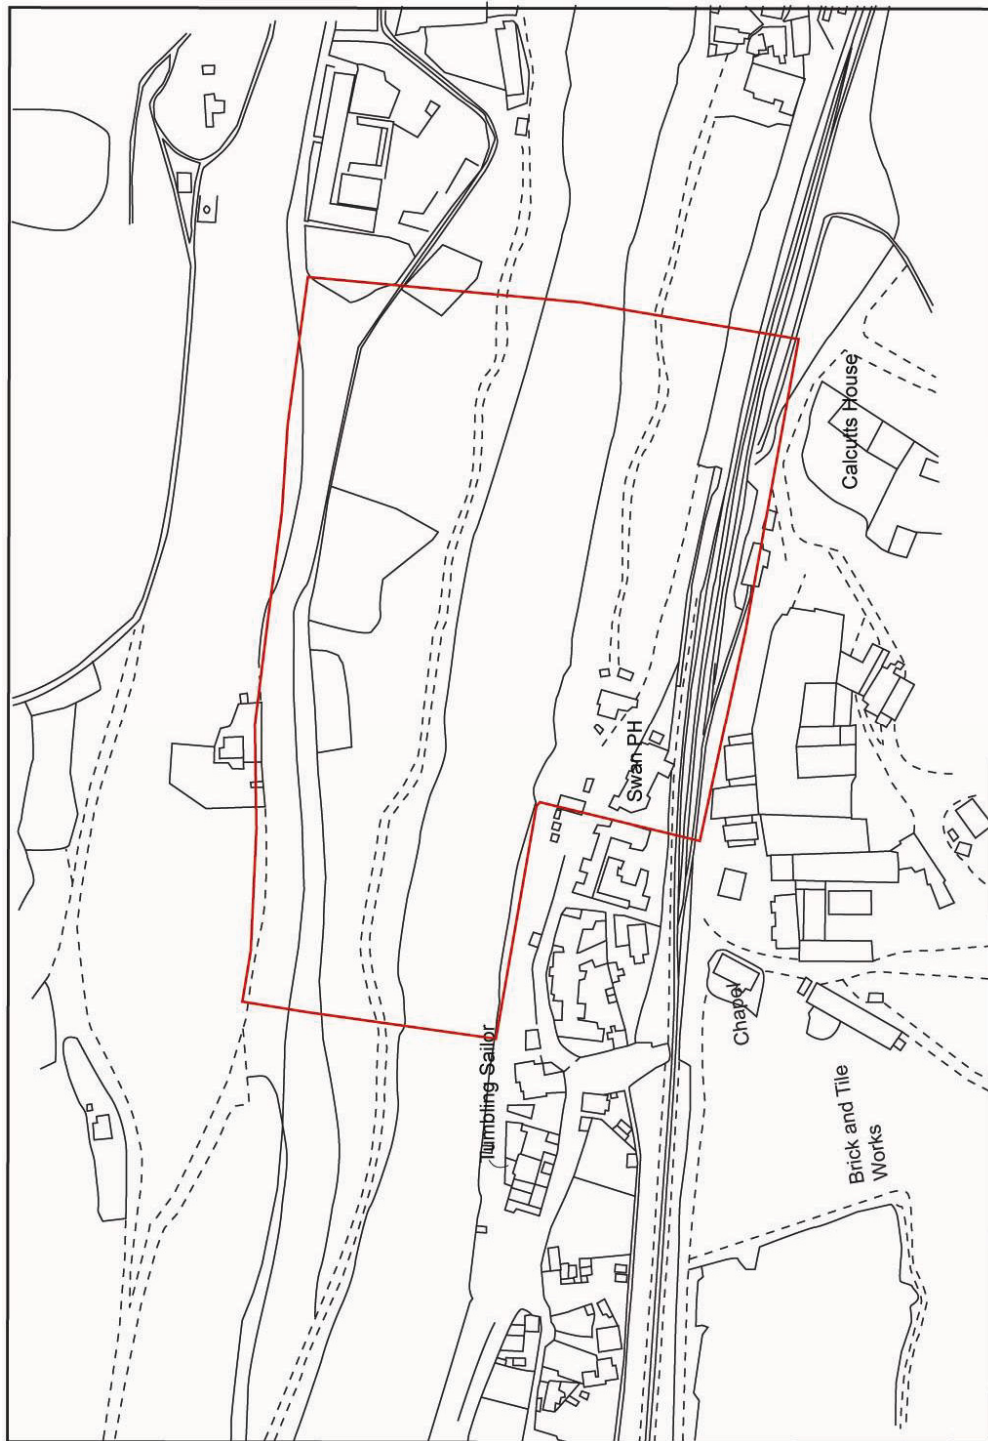 Calcutts House
Swan PH
Chapel
Tumbling Sailor
Brick and Tile
Works